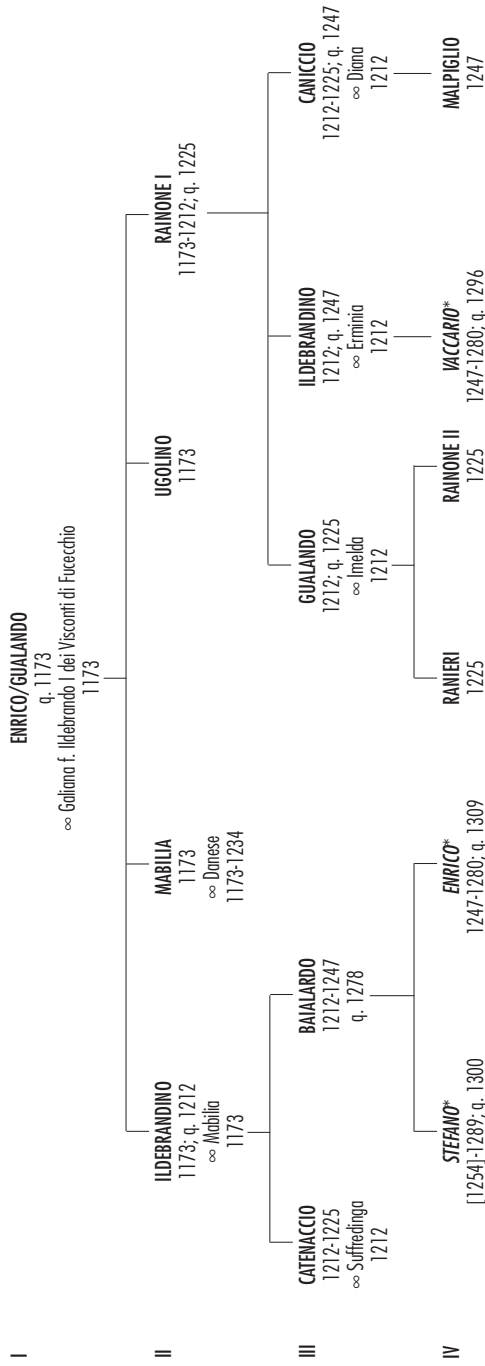 I
ENRICO/GUALANDO
q. 1173
∞ Galiana f. Ildebrando I dei Visconti di Fucecchio
1173
II
ILDEBRANDINO
1173; q. 1212
∞ Mabilia
1173
MABILIA
1173
∞ Danese
1173-1234
UGOLINO
1173
RAINONE I
1173-1212; q. 1225
III
CATENACCIO
1212-1225
∞ Suffredinga
1212
BAIALARDO
1212-1247
q. 1278
GUALANDO
1212; q. 1225
∞ Imelda
1212
ILDEBRANDINO
1212; q. 1247
∞ Erminia
1212
CANICCIO
1212-1225; q. 1247
∞ Diana
1212
IV
STEFANO*
[1254]-1289; q. 1300
ENRICO*
1247-1280; q. 1309
RANIERI
1225
RAINONE II
1225
VACCARIO*
1247-1280; q. 1296
MALPIGLIO
1247